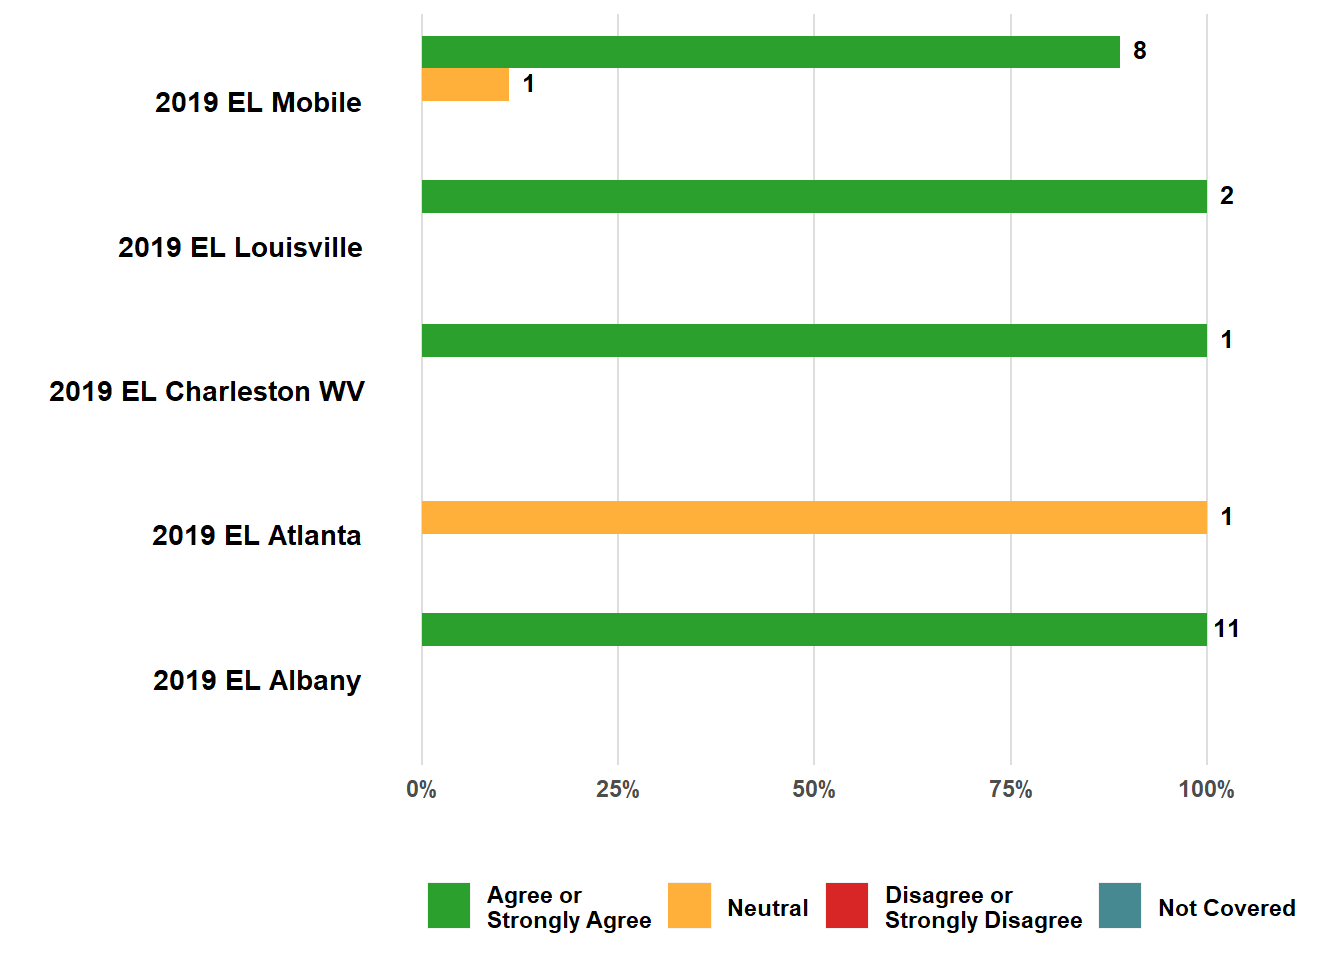 8
1
2019 EL Mobile
2
2019 EL Louisville
1
2019 EL Charleston WV
1
2019 EL Atlanta
11
2019 EL Albany
0% 25% 50% 75% 100%
Agree or
Strongly Agree
Neutral
Disagree or
Strongly Disagree
Not Covered